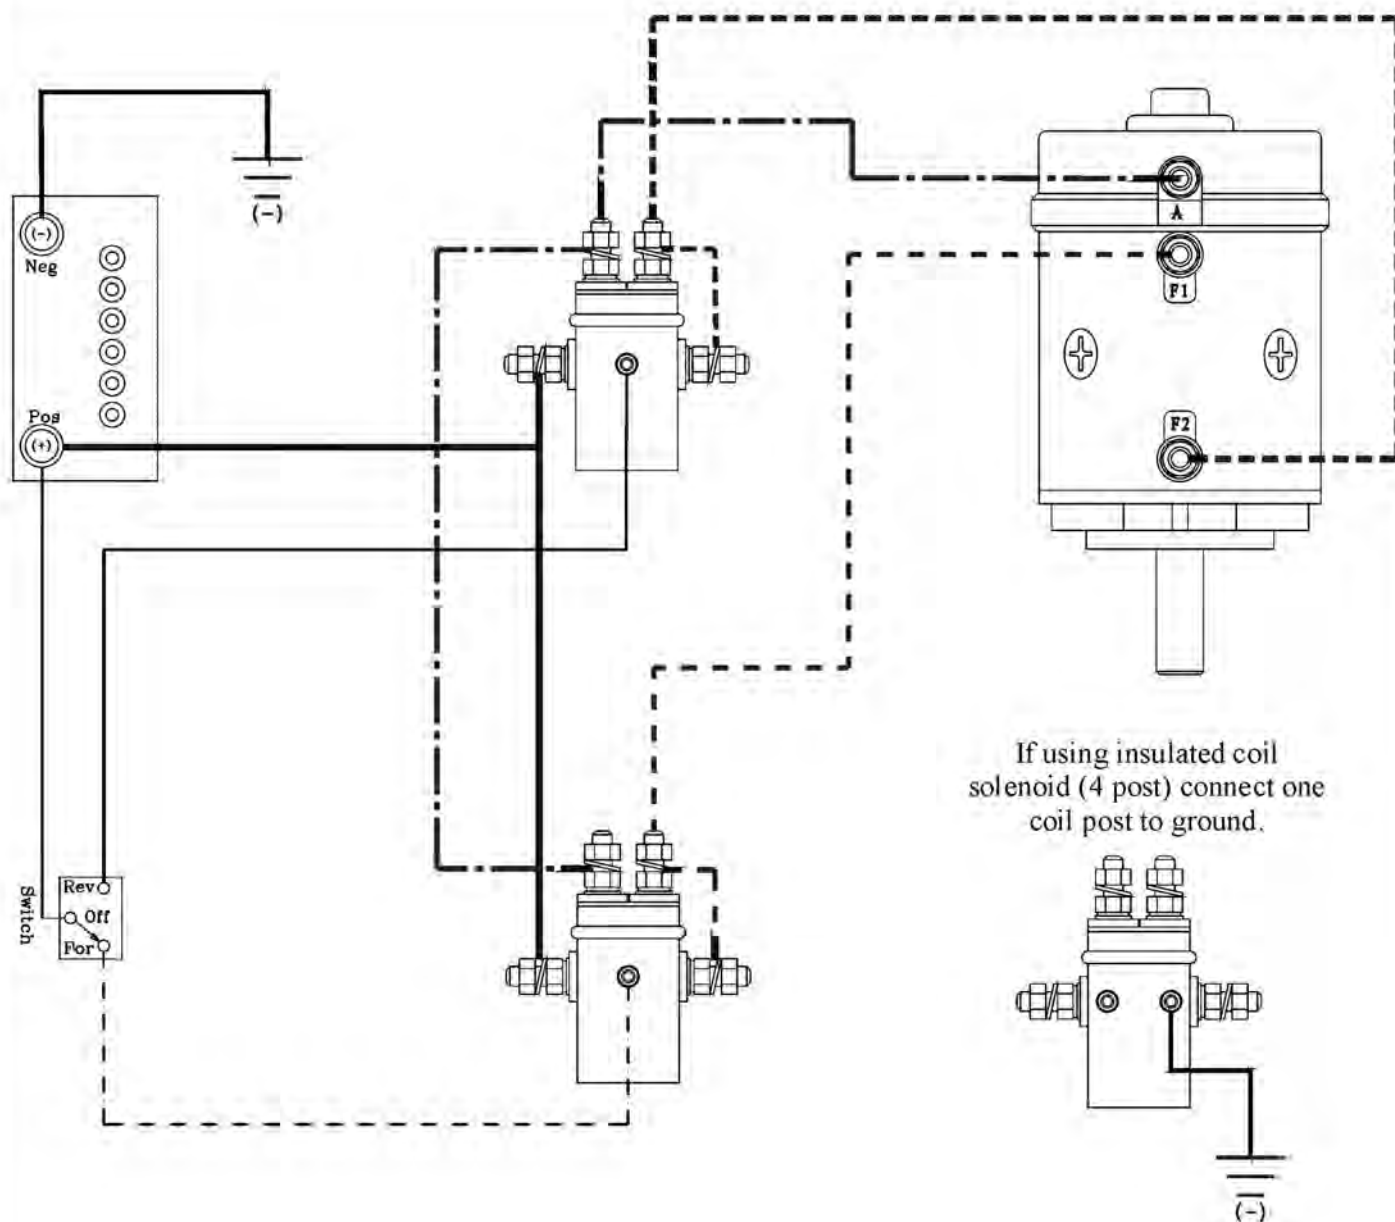 (-)
(-)
Neg
Pos
(+)
A
F1
F2
If using insulated coil
solenoid (4 post) connect one
coil post to ground.
Switch
Rev
Off
For
(-)